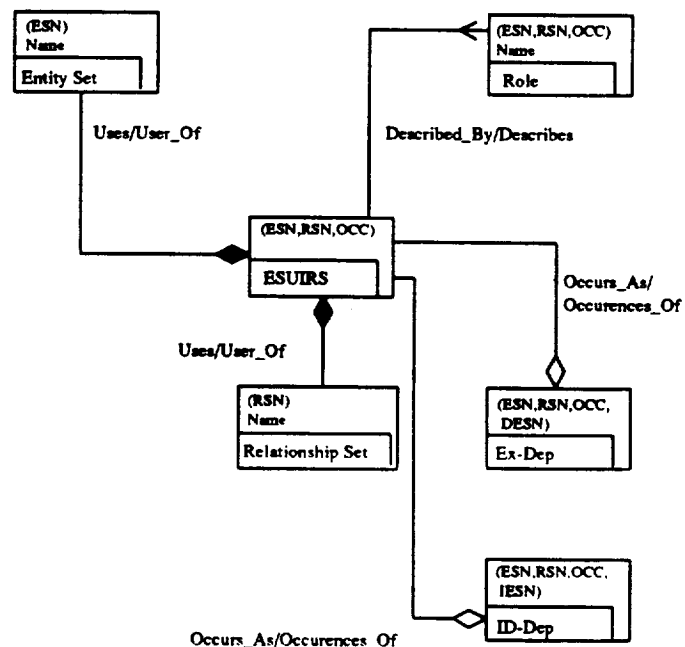 (ESN)
Name
Entity Set
(ESN,RSN,OCC)
Name
Role
Uses/User_Of
Described_By/Describes
(ESN,RSN,OCC)
ESUIRS
Occurs_As/
Occurences_Of
Uses/User_Of
(RSN)
Name
Relationship Set
(ESN,RSN,OCC,
DESN)
Ex-Dep
(ESN,RSN,OCC,
IESN)
ID-Dep
Occurs_As/Occurences_Of